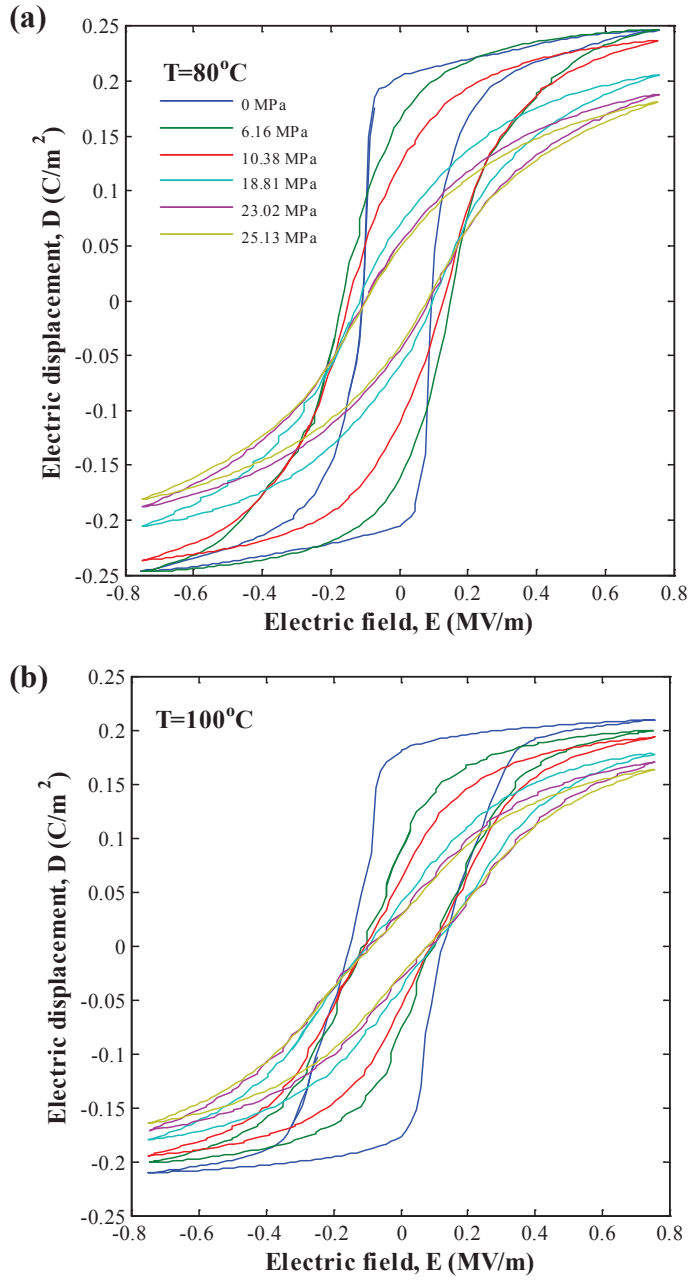 (a)
0.25
0.2
0.15
0.1
0.05
0
-0.05
-0.1
-0.15
-0.2
-0.25
Electric displacement, D (C/m²)
T=80°C
0 MPa
6.16 MPa
10.38 MPa
18.81 MPa
23.02 MPa
25.13 MPa
-0.8 -0.6 -0.4 -0.2 0 0.2 0.4 0.6 0.8
Electric field, E (MV/m)
(b)
0.25
0.2
0.15
0.1
0.05
0
-0.05
-0.1
-0.15
-0.2
-0.25
Electric displacement, D (C/m²)
T=100°C
-0.8 -0.6 -0.4 -0.2 0 0.2 0.4 0.6 0.8
Electric field, E (MV/m)